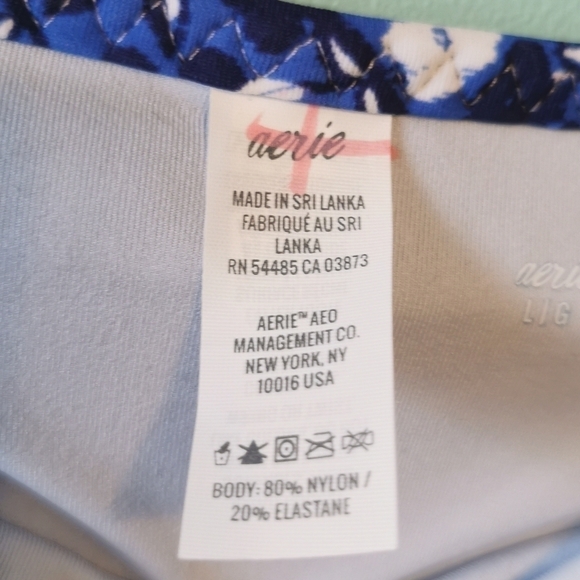 aerie
MADE IN SRI LANKA
FABRIQUÉ AU SRI
LANKA
RN 54485 CA 03873
AERIE™ AEO
MANAGEMENT CO.
NEW YORK, NY
10016 USA
BODY: 80% NYLON /
20% ELASTANE